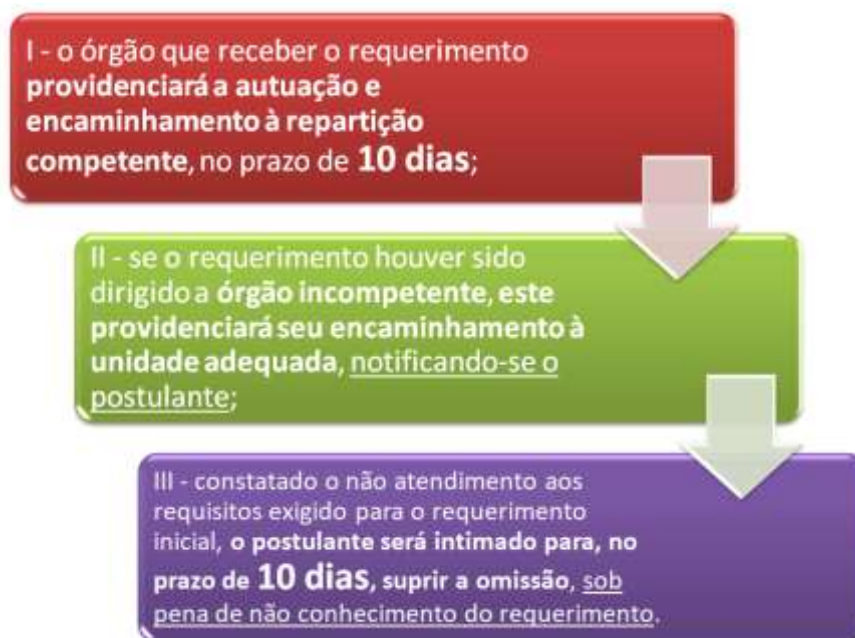 I - o órgão que receber o requerimento
providenciará a autuação e
encaminhamento à repartição
competente, no prazo de 10 dias;
II - se o requerimento houver sido
dirigido a órgão incompetente, este
providenciará seu encaminhamento à
unidade adequada, notificando-se o
postulante;
III - constatado o não atendimento aos
requisitos exigido para o requerimento
inicial, o postulante será intimado para, no
prazo de 10 dias, suprir a omissão, sob
pena de não conhecimento do requerimento.